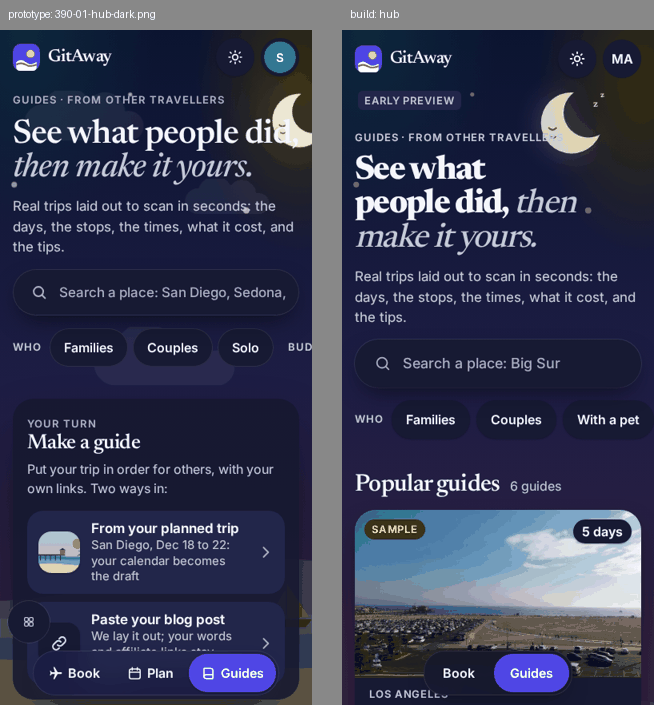 prototype: 390-01-hub-dark.png
GitAway
S
GUIDES · FROM OTHER TRAVELLERS
See what people did,
then make it yours.
Real trips laid out to scan in seconds: the
days, the stops, the times, what it cost, and
the tips.
Search a place: San Diego, Sedona,
WHO
Families
Couples
Solo
BUD
YOUR TURN
Make a guide
Put your trip in order for others, with your
own links. Two ways in:
From your planned trip
San Diego, Dec 18 to 22:
your calendar becomes
the draft
Paste your blog post
We lay it out; your words
Book
Plan
Guides
build: hub
GitAway
MA
EARLY PREVIEW
z z
GUIDES · FROM OTHER TRAVELLE
See what
people did, then
make it yours.
Real trips laid out to scan in seconds: the
days, the stops, the times, what it cost, and
the tips.
Search a place: Big Sur
WHO
Families
Couples
With a pet
Popular guides
6 guides
SAMPLE
5 days
Book
Guides
LOS ANGELES